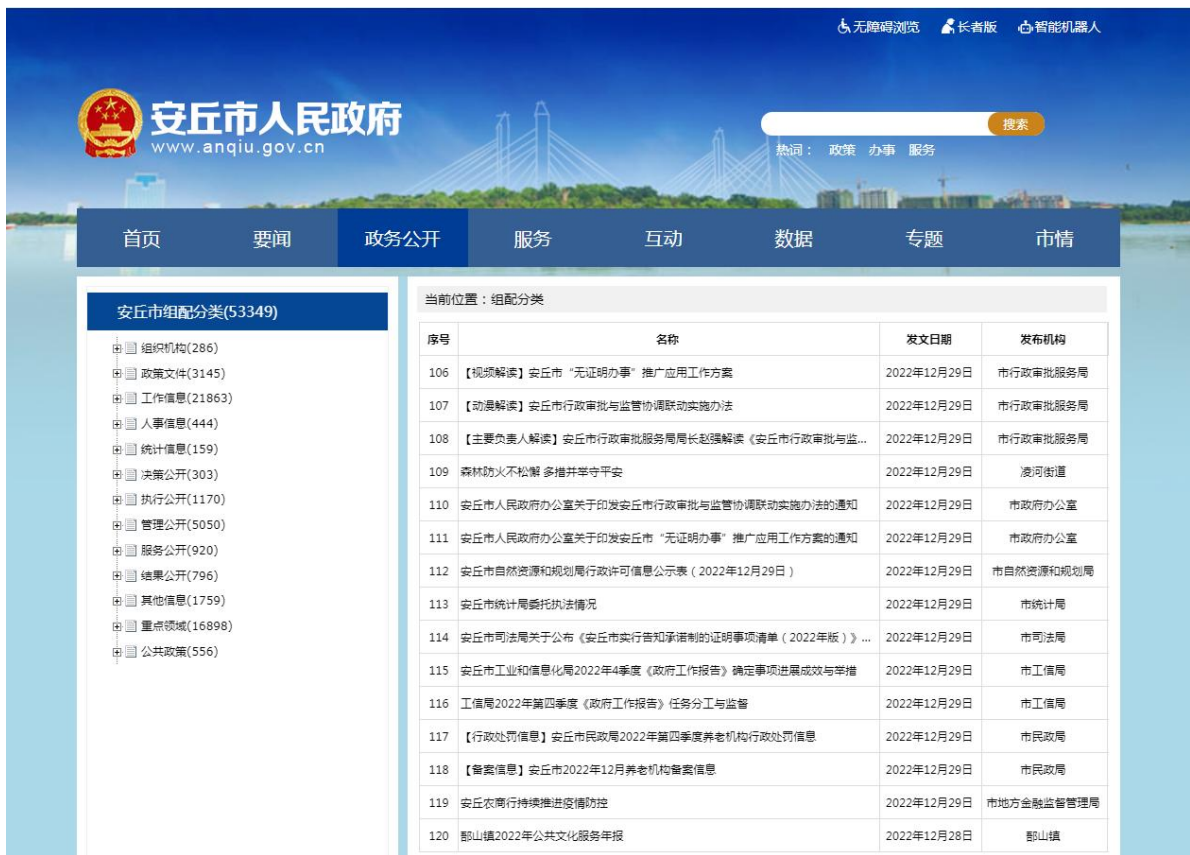 无障碍浏览 长者版 智能机器人
安丘市人民政府
www.anqiu.gov.cn
搜索
热词： 政策 办事 服务
首页 要闻 政务公开 服务 互动 数据 专题 市情
安丘市组配分类(53349)
组织机构(286)
政策文件(3145)
工作信息(21863)
人事信息(444)
统计信息(159)
决策公开(303)
执行公开(1170)
管理公开(5050)
服务公开(920)
结果公开(796)
其他信息(1759)
重点领域(16898)
公共政策(556)
当前位置：组配分类
序号 名称 发文日期 发布机构
106 【视频解读】安丘市“无证明办事”推广应用工作方案 2022年12月29日 市行政审批服务局
107 【动漫解读】安丘市行政审批与监管协调联动实施办法 2022年12月29日 市行政审批服务局
108 【主要负责人解读】安丘市行政审批服务局局长赵强解读《安丘市行政审批与监... 2022年12月29日 市行政审批服务局
109 森林防火不松懈 多措并举守平安 2022年12月29日 凌河街道
110 安丘市人民政府办公室关于印发安丘市行政审批与监管协调联动实施办法的通知 2022年12月29日 市政府办公室
111 安丘市人民政府办公室关于印发安丘市“无证明办事”推广应用工作方案的通知 2022年12月29日 市政府办公室
112 安丘市自然资源和规划局行政许可信息公示表（2022年12月29日） 2022年12月29日 市自然资源和规划局
113 安丘市统计局委托执法情况 2022年12月29日 市统计局
114 安丘市司法局关于公布《安丘市实行告知承诺制的证明事项清单（2022年版）》... 2022年12月29日 市司法局
115 安丘市工业和信息化局2022年4季度《政府工作报告》确定事项进展成效与举措 2022年12月29日 市工信局
116 工信局2022年第四季度《政府工作报告》任务分工与监督 2022年12月29日 市工信局
117 【行政处罚信息】安丘市民政局2022年第四季度养老机构行政处罚信息 2022年12月29日 市民政局
118 【备案信息】安丘市2022年12月养老机构备案信息 2022年12月29日 市民政局
119 安丘农商行持续推进疫情防控 2022年12月29日 市地方金融监督管理局
120 郚山镇2022年公共文化服务年报 2022年12月28日 郚山镇